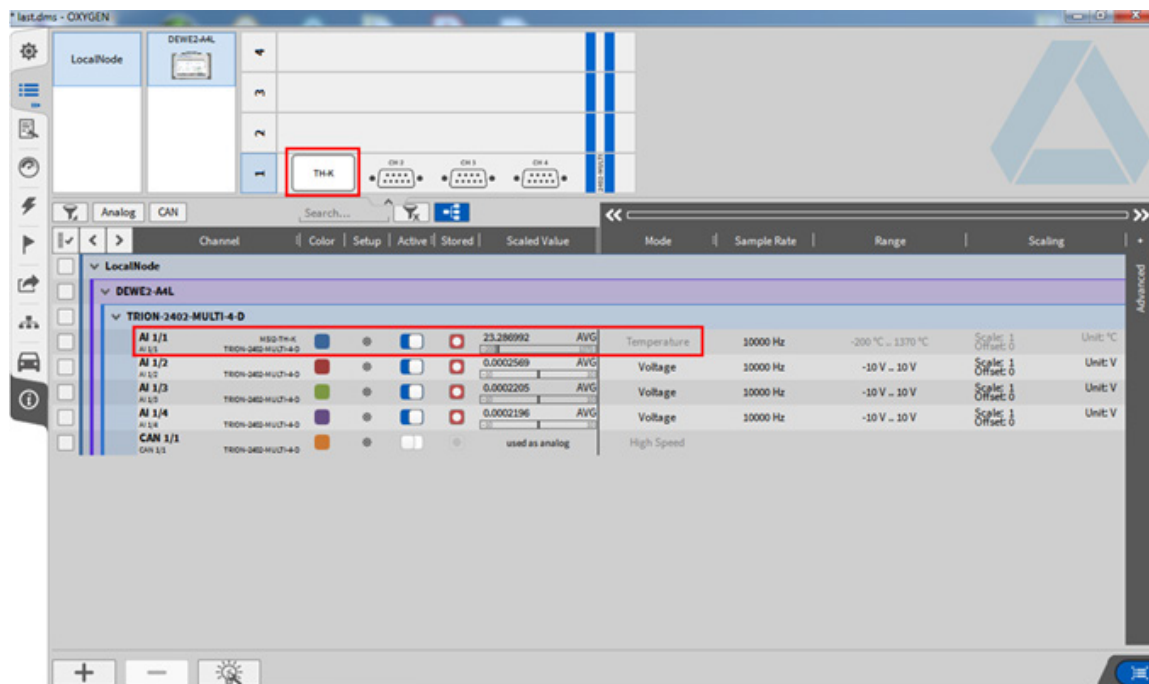 * last.dms - OXYGEN
LocalNode
DEWE2-A4L
4
3
2
1
TH-K
CH 2
CH 3
CH 4
2402-MULTI
Analog
CAN
Search...
Channel Color Setup Active Stored Scaled Value Mode Sample Rate Range Scaling
Advanced
LocalNode
DEWE2-A4L
TRION-2402-MULTI-4-D
AI 1/1 MSI2-TH-K 23.286992 AVG Temperature 10000 Hz -200 °C .. 1370 °C Scale: 1 Unit: °C
AI 1/1 TRION-2402-MULTI-4-D Offset: 0
AI 1/2 0.0002569 AVG Voltage 10000 Hz -10 V .. 10 V Scale: 1 Unit: V
AI 1/2 TRION-2402-MULTI-4-D Offset: 0
AI 1/3 0.0002205 AVG Voltage 10000 Hz -10 V .. 10 V Scale: 1 Unit: V
AI 1/3 TRION-2402-MULTI-4-D Offset: 0
AI 1/4 0.0002196 AVG Voltage 10000 Hz -10 V .. 10 V Scale: 1 Unit: V
AI 1/4 TRION-2402-MULTI-4-D Offset: 0
CAN 1/1 used as analog High Speed
CAN 1/1 TRION-2402-MULTI-4-D